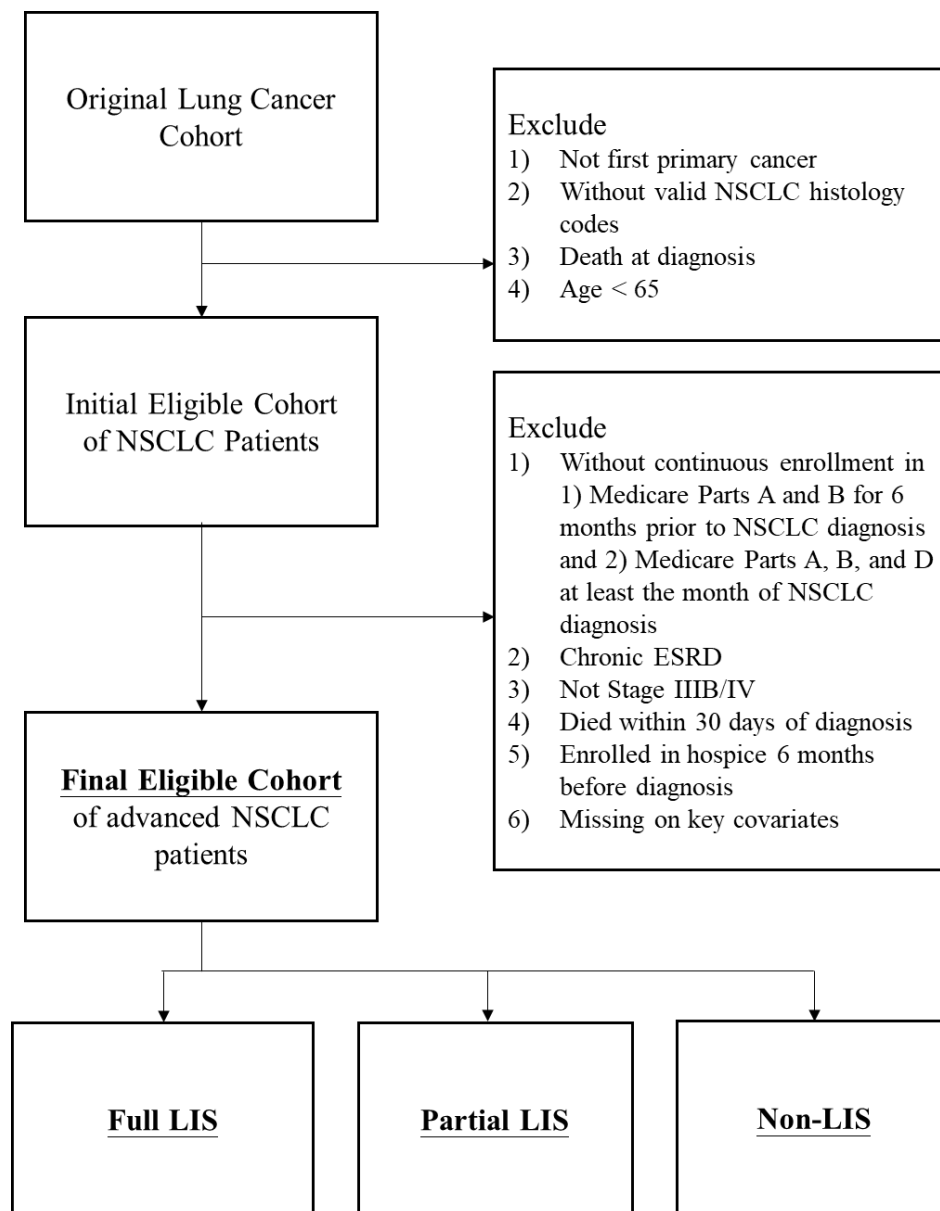 Original Lung Cancer
Cohort
Exclude
1) Not first primary cancer
2) Without valid NSCLC histology
codes
3) Death at diagnosis
4) Age < 65
Initial Eligible Cohort
of NSCLC Patients
Exclude
1) Without continuous enrollment in
1) Medicare Parts A and B for 6
months prior to NSCLC diagnosis
and 2) Medicare Parts A, B, and D
at least the month of NSCLC
diagnosis
2) Chronic ESRD
3) Not Stage IIIB/IV
4) Died within 30 days of diagnosis
5) Enrolled in hospice 6 months
before diagnosis
6) Missing on key covariates
Final Eligible Cohort
of advanced NSCLC
patients
Full LIS
Partial LIS
Non-LIS